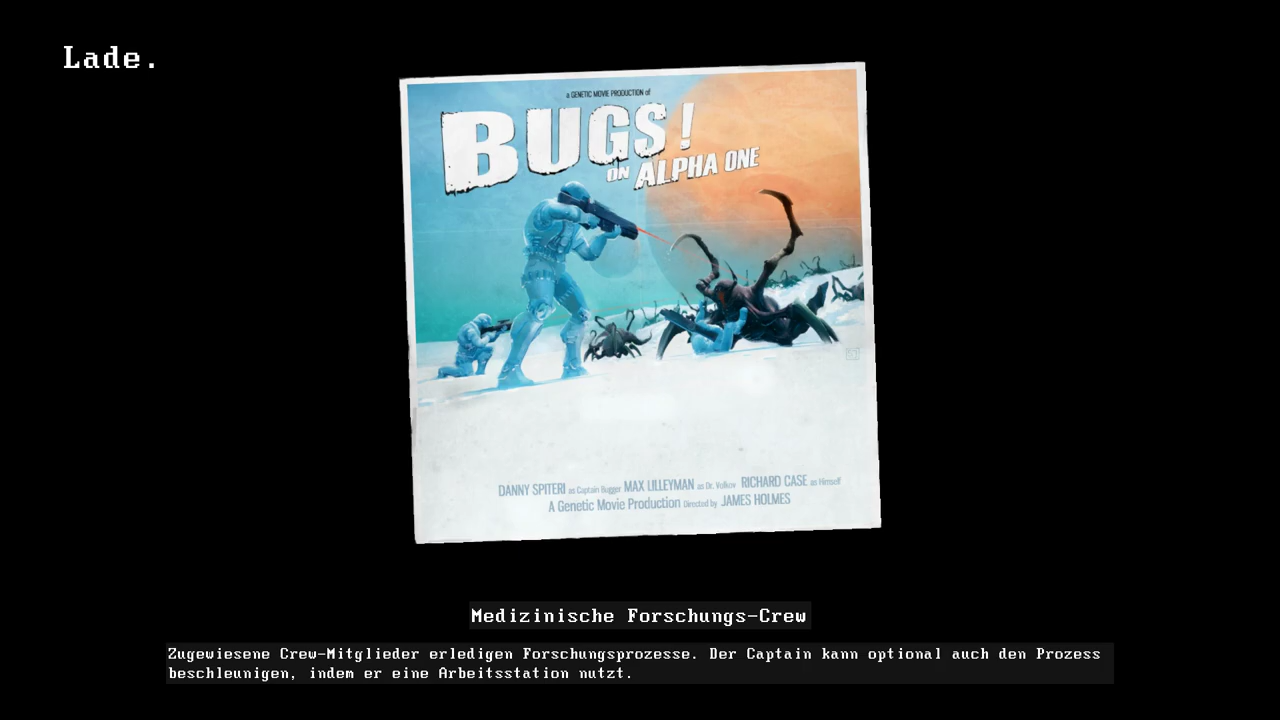 Lade.
a GENETIC MOVIE PRODUCTION of
BUGS!
ON ALPHA ONE
DANNY SPITERI as Captain Bugger MAX LILLEYMAN as Dr. Volkov RICHARD CASE as Himself
A Genetic Movie Production Directed by JAMES HOLMES
Medizinische Forschungs-Crew
Zugewiesene Crew-Mitglieder erledigen Forschungsprozesse. Der Captain kann optional auch den Prozess
beschleunigen, indem er eine Arbeitsstation nutzt.